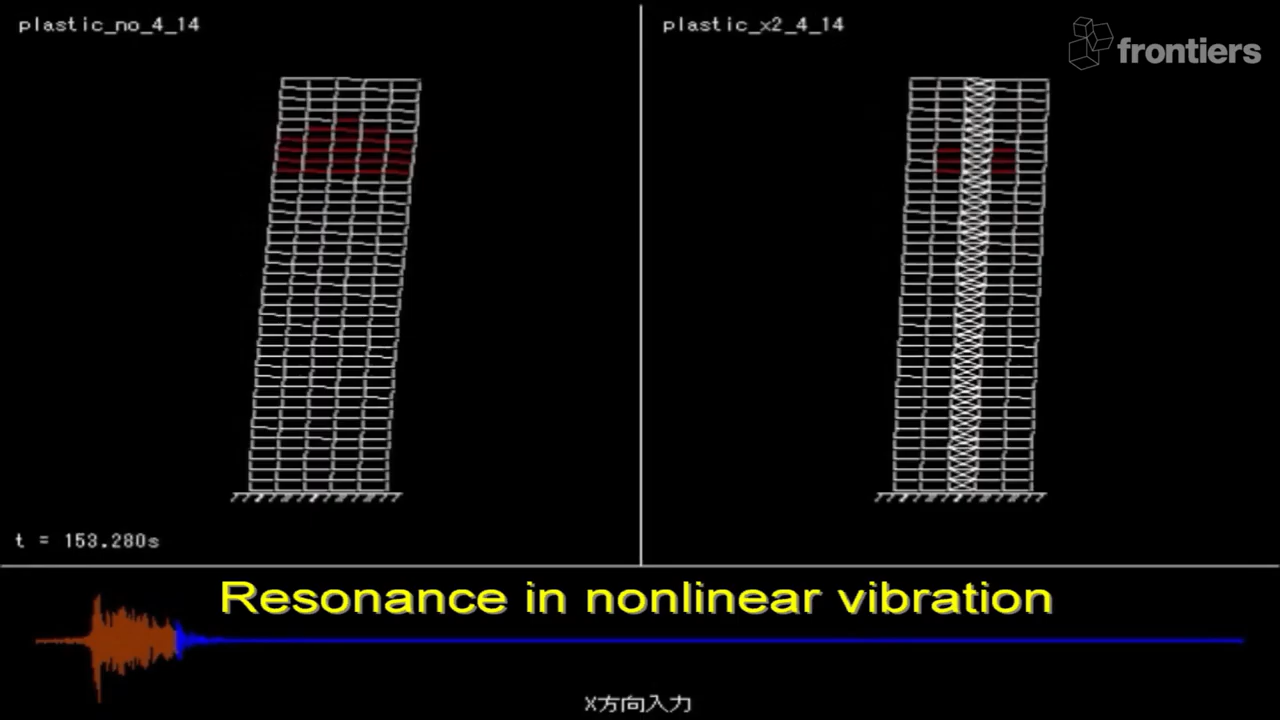 plastic_no_4_14
plastic_x2_4_14
frontiers
t = 153.280s
Resonance in nonlinear vibration
X方向入力